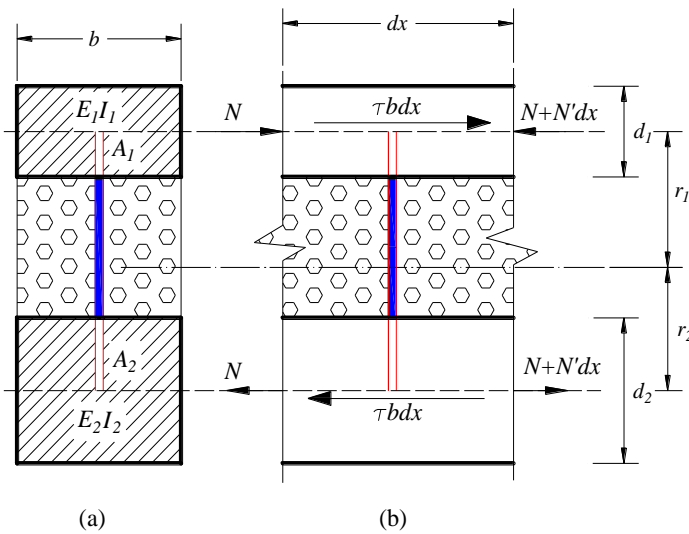 b
dx
E₁I₁
A₁
N
τbdx
N+N'dx
d₁
r₁
A₂
E₂I₂
N
τbdx
N+N'dx
d₂
r₂
(a)
(b)